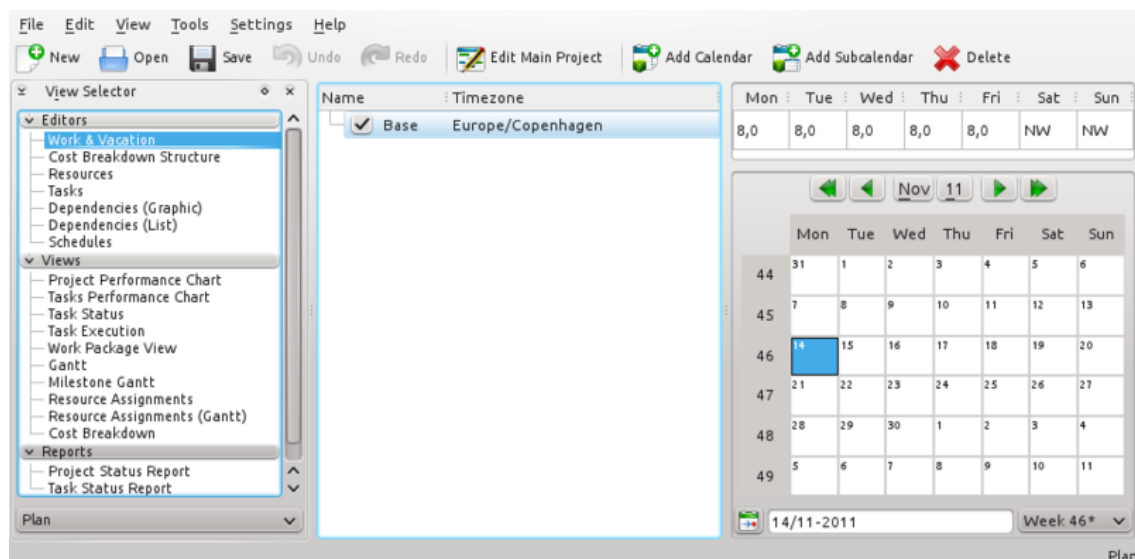 File Edit View Tools Settings Help
New Open Save Undo Redo Edit Main Project Add Calendar Add Subcalendar Delete
View Selector
Editors
Work & Vacation
Cost Breakdown Structure
Resources
Tasks
Dependencies (Graphic)
Dependencies (List)
Schedules
Views
Project Performance Chart
Tasks Performance Chart
Task Status
Task Execution
Work Package View
Gantt
Milestone Gantt
Resource Assignments
Resource Assignments (Gantt)
Cost Breakdown
Reports
Project Status Report
Task Status Report
Plan
Name Timezone
Base Europe/Copenhagen
Mon Tue Wed Thu Fri Sat Sun
8,0 8,0 8,0 8,0 8,0 NW NW
Nov 11
Mon Tue Wed Thu Fri Sat Sun
44 31 1 2 3 4 5 6
45 7 8 9 10 11 12 13
46 14 15 16 17 18 19 20
47 21 22 23 24 25 26 27
48 28 29 30 1 2 3 4
49 5 6 7 8 9 10 11
14/11-2011 Week 46*
Plan